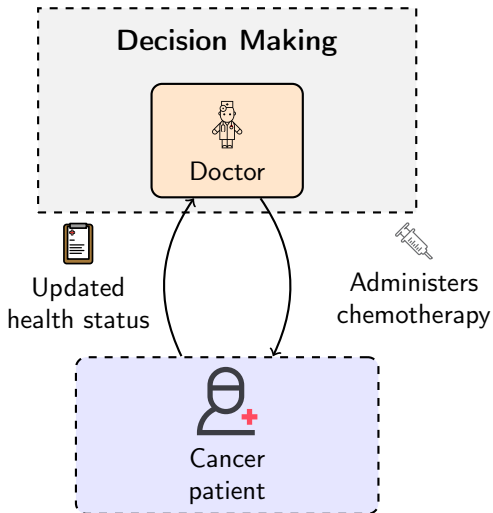 Decision Making
Doctor
Updated
health status
Administers
chemotherapy
Cancer
patient